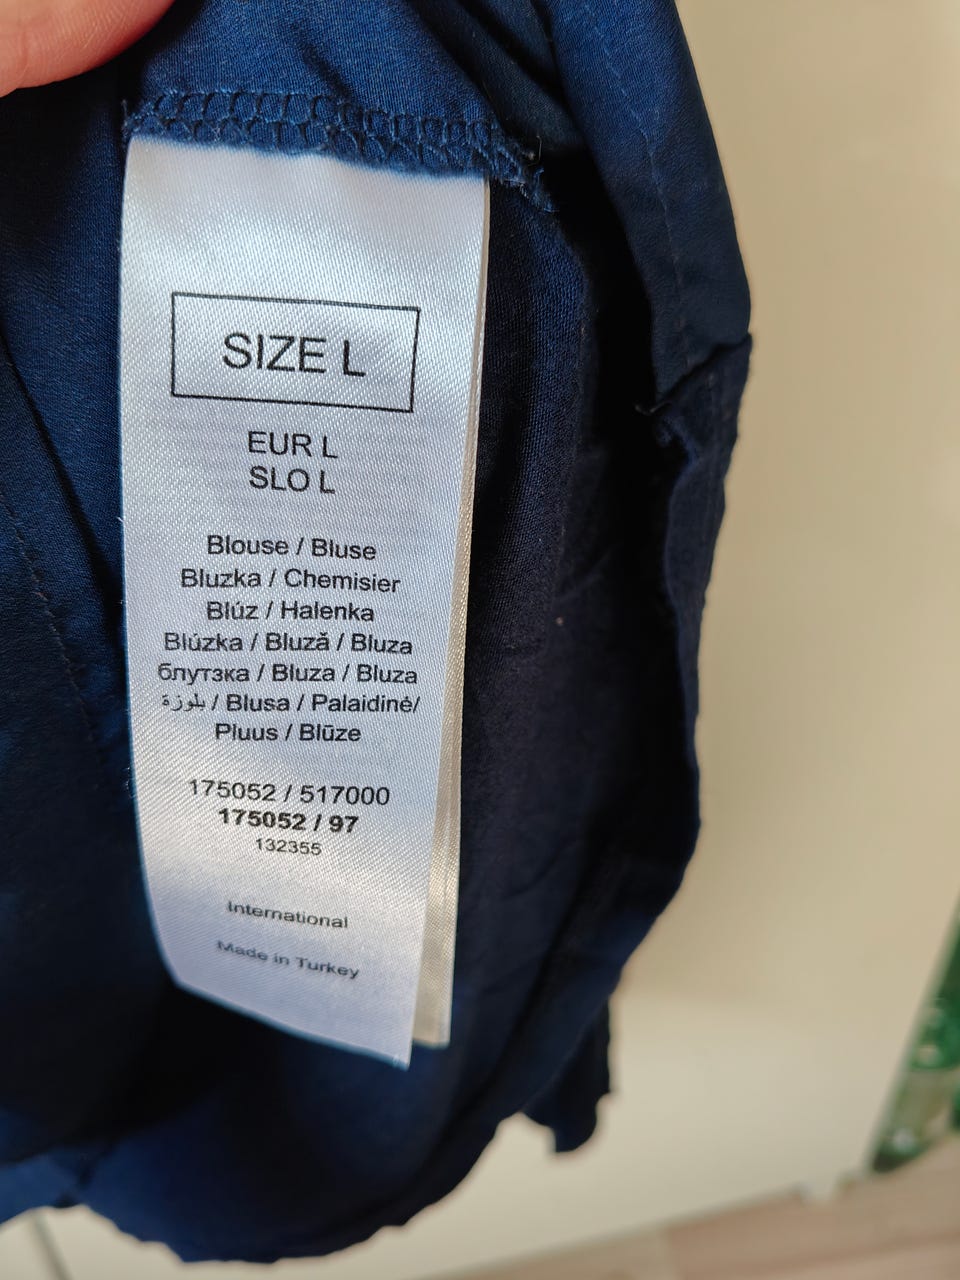 SIZE L
EUR L
SLO L
Blouse / Bluse
Bluzka / Chemisier
Blúz / Halenka
Blúzka / Bluză / Bluza
блутзка / Bluza / Bluza
بلوزة / Blusa / Palaidinė/
Pluus / Blūze
175052 / 517000
175052 / 97
132355
International
Made in Turkey